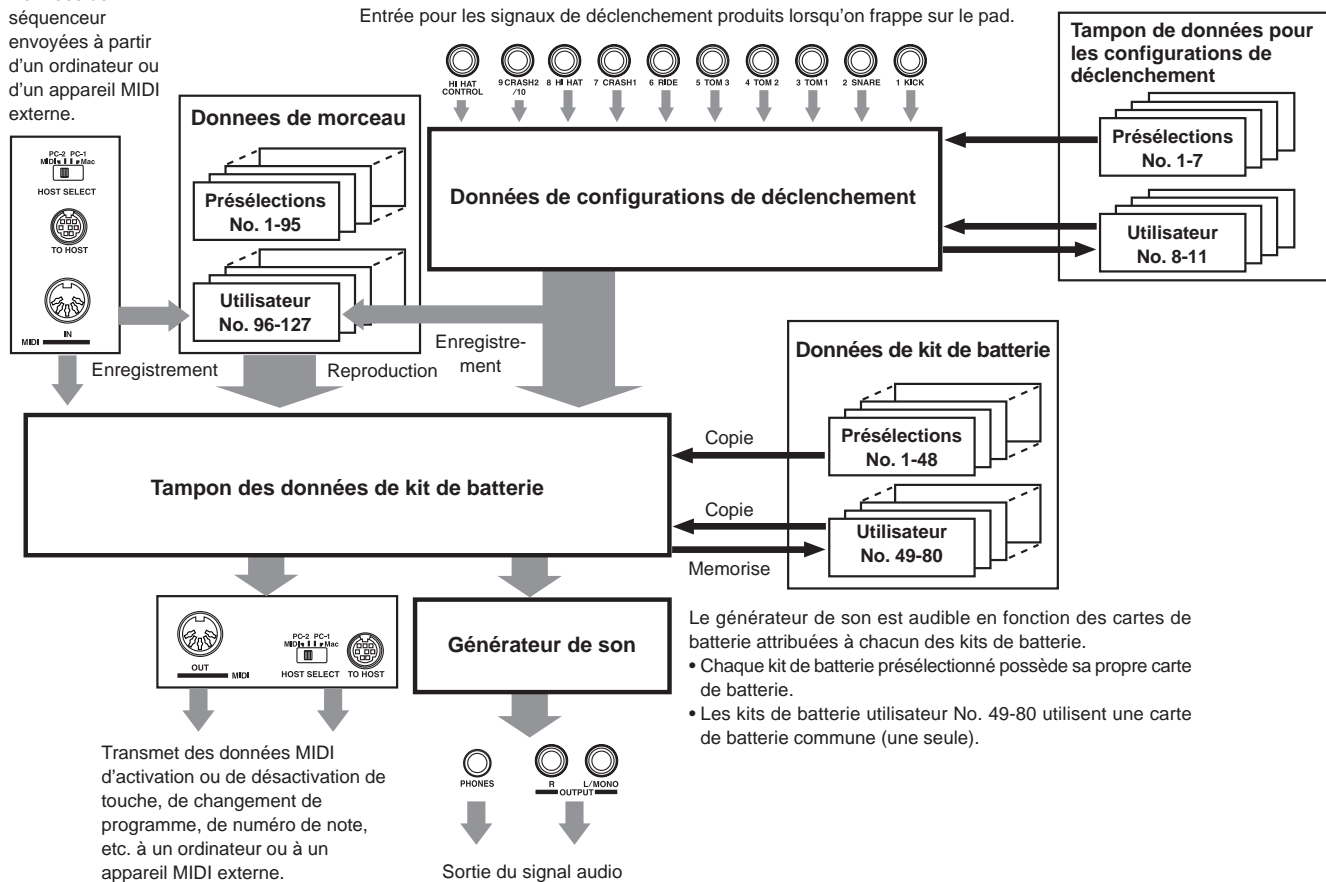 séquenceur
envoyées à partir
d'un ordinateur ou
d'un appareil MIDI
externe.
Entrée pour les signaux de déclenchement produits lorsqu'on frappe sur le pad.
HI HAT
CONTROL
9 CRASH2
/10
8 HI HAT
7 CRASH1
6 RIDE
5 TOM 3
4 TOM 2
3 TOM 1
2 SNARE
1 KICK
Tampon de données pour
les configurations de
déclenchement
Présélections
No. 1-7
Utilisateur
No. 8-11
PC-2 PC-1
MIDI Mac
HOST SELECT
TO HOST
IN
MIDI
Donnees de morceau
Présélections
No. 1-95
Utilisateur
No. 96-127
Données de configurations de déclenchement
Enregistrement
Reproduction
Enregistre-
ment
Données de kit de batterie
Présélections
No. 1-48
Utilisateur
No. 49-80
Copie
Copie
Memorise
Tampon des données de kit de batterie
OUT
MIDI
PC-2 PC-1
MIDI Mac
HOST SELECT
TO HOST
Générateur de son
Le générateur de son est audible en fonction des cartes de
batterie attribuées à chacun des kits de batterie.
• Chaque kit de batterie présélectionné possède sa propre carte
de batterie.
• Les kits de batterie utilisateur No. 49-80 utilisent une carte
de batterie commune (une seule).
Transmet des données MIDI
d'activation ou de désactivation de
touche, de changement de
programme, de numéro de note,
etc. à un ordinateur ou à un
appareil MIDI externe.
PHONES
R
L/MONO
OUTPUT
Sortie du signal audio